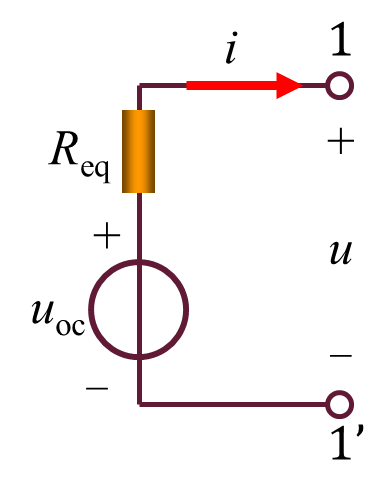 1
i
+
R_eq
+
u
u_oc
–
–
1’